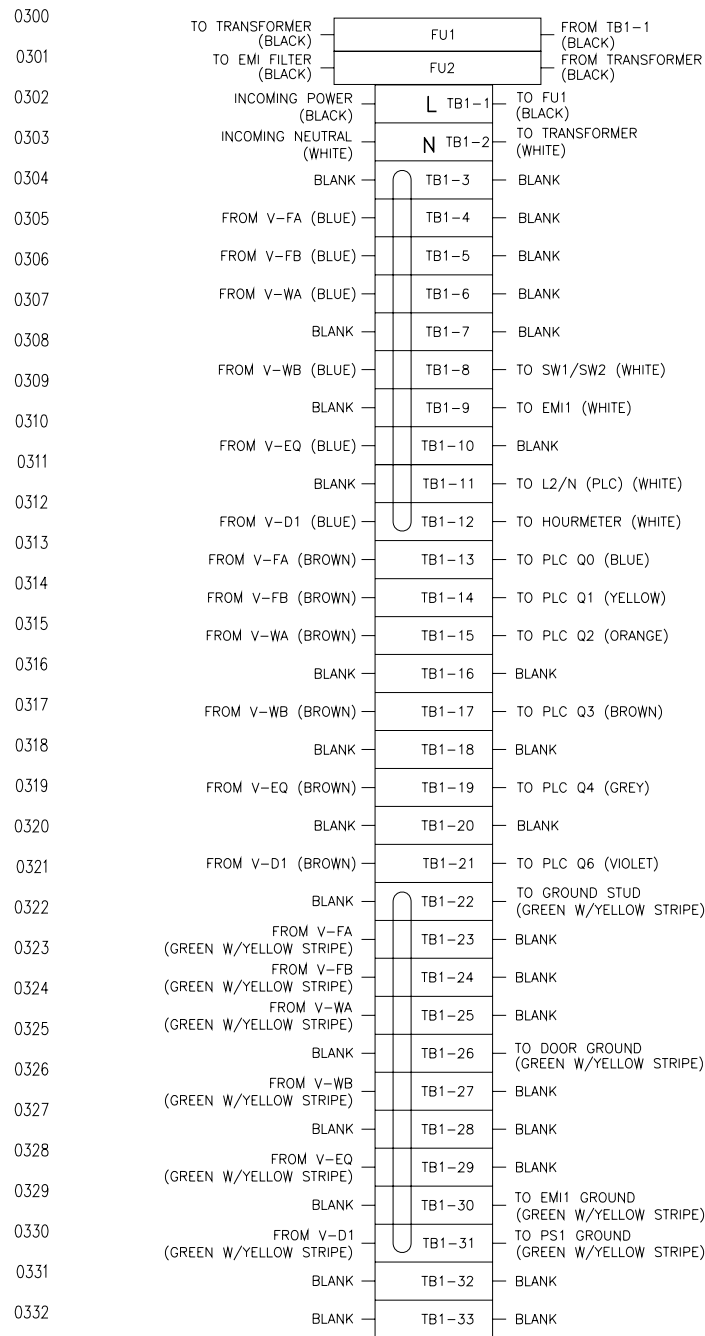 0300
TO TRANSFORMER
(BLACK)
FU1
FROM TB1-1
(BLACK)
0301
TO EMI FILTER
(BLACK)
FU2
FROM TRANSFORMER
(BLACK)
0302
INCOMING POWER
(BLACK)
L TB1-1
TO FU1
(BLACK)
0303
INCOMING NEUTRAL
(WHITE)
N TB1-2
TO TRANSFORMER
(WHITE)
0304
BLANK TB1-3 BLANK
0305
FROM V-FA (BLUE) TB1-4 BLANK
0306
FROM V-FB (BLUE) TB1-5 BLANK
0307
FROM V-WA (BLUE) TB1-6 BLANK
0308
BLANK TB1-7 BLANK
0309
FROM V-WB (BLUE) TB1-8 TO SW1/SW2 (WHITE)
0310
BLANK TB1-9 TO EMI1 (WHITE)
0311
FROM V-EQ (BLUE) TB1-10 BLANK
0312
BLANK TB1-11 TO L2/N (PLC) (WHITE)
0313
FROM V-D1 (BLUE) TB1-12 TO HOURMETER (WHITE)
FROM V-FA (BROWN) TB1-13 TO PLC Q0 (BLUE)
0314
FROM V-FB (BROWN) TB1-14 TO PLC Q1 (YELLOW)
0315
FROM V-WA (BROWN) TB1-15 TO PLC Q2 (ORANGE)
0316
BLANK TB1-16 BLANK
0317
FROM V-WB (BROWN) TB1-17 TO PLC Q3 (BROWN)
0318
BLANK TB1-18 BLANK
0319
FROM V-EQ (BROWN) TB1-19 TO PLC Q4 (GREY)
0320
BLANK TB1-20 BLANK
0321
FROM V-D1 (BROWN) TB1-21 TO PLC Q6 (VIOLET)
0322
BLANK TB1-22
TO GROUND STUD
(GREEN W/YELLOW STRIPE)
0323
FROM V-FA
(GREEN W/YELLOW STRIPE)
TB1-23 BLANK
0324
FROM V-FB
(GREEN W/YELLOW STRIPE)
TB1-24 BLANK
0325
FROM V-WA
(GREEN W/YELLOW STRIPE)
TB1-25 BLANK
0326
BLANK TB1-26
TO DOOR GROUND
(GREEN W/YELLOW STRIPE)
0327
FROM V-WB
(GREEN W/YELLOW STRIPE)
TB1-27 BLANK
BLANK TB1-28 BLANK
0328
FROM V-EQ
(GREEN W/YELLOW STRIPE)
TB1-29 BLANK
0329
BLANK TB1-30
TO EMI1 GROUND
(GREEN W/YELLOW STRIPE)
0330
FROM V-D1
(GREEN W/YELLOW STRIPE)
TB1-31
TO PS1 GROUND
(GREEN W/YELLOW STRIPE)
0331
BLANK TB1-32 BLANK
0332
BLANK TB1-33 BLANK